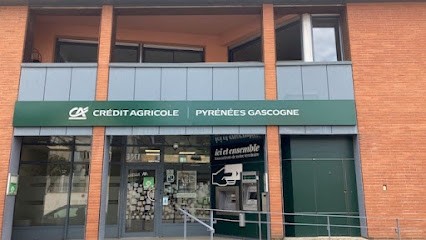 CA CRÉDIT AGRICOLE | PYRÉNÉES GASCOGNE
ici et ensemble